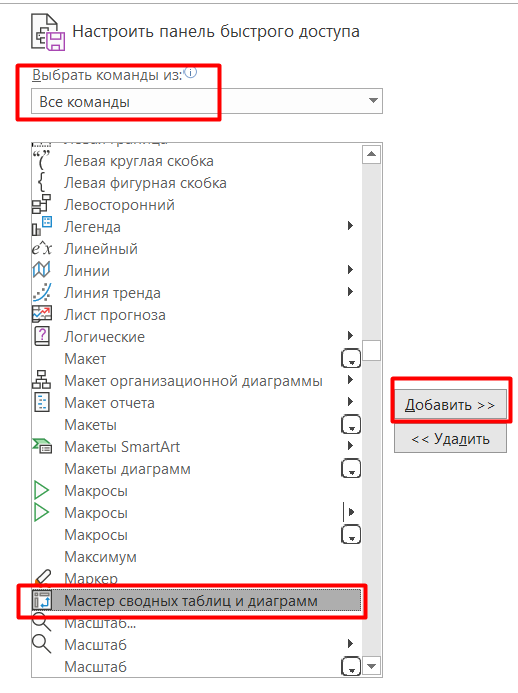 Настроить панель быстрого доступа
Выбрать команды из:
Все команды
Левая граница
Левая круглая скобка
Левая фигурная скобка
Левосторонний
Легенда
Линейный
Линии
Линия тренда
Лист прогноза
Логические
Макет
Макет организационной диаграммы
Макет отчета
Макеты
Макеты SmartArt
Макеты диаграмм
Макросы
Макросы
Макросы
Максимум
Маркер
Мастер сводных таблиц и диаграмм
Масштаб...
Масштаб
Масштаб
Добавить >>
<< Удалить